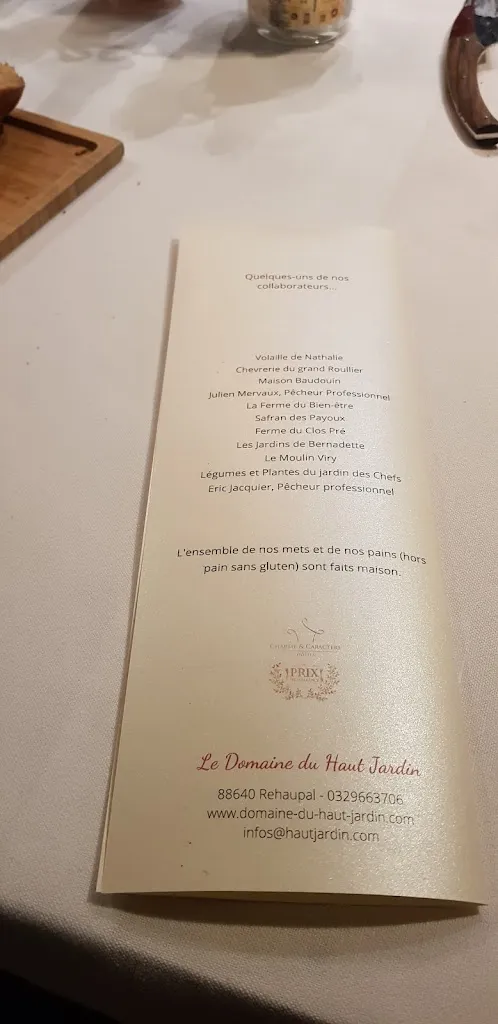 Quelques-uns de nos
collaborateurs...
Volaille de Nathalie
Chevrerie du grand Roullier
Maison Baudouin
Julien Mervaux, Pêcheur Professionnel
La Ferme du Bien-être
Safran des Payoux
Ferme du Clos Pré
Les Jardins de Bernadette
Le Moulin Viry
Légumes et Plantes du jardin des Chefs
Eric Jacquier, Pêcheur professionnel
L'ensemble de nos mets et de nos pains (hors
pain sans gluten) sont faits maison.
CHARME & CARACTÈRE
PRIX
Le Domaine du Haut Jardin
88640 Rehaupal - 0329663706
www.domaine-du-haut-jardin.com
infos@hautjardin.com